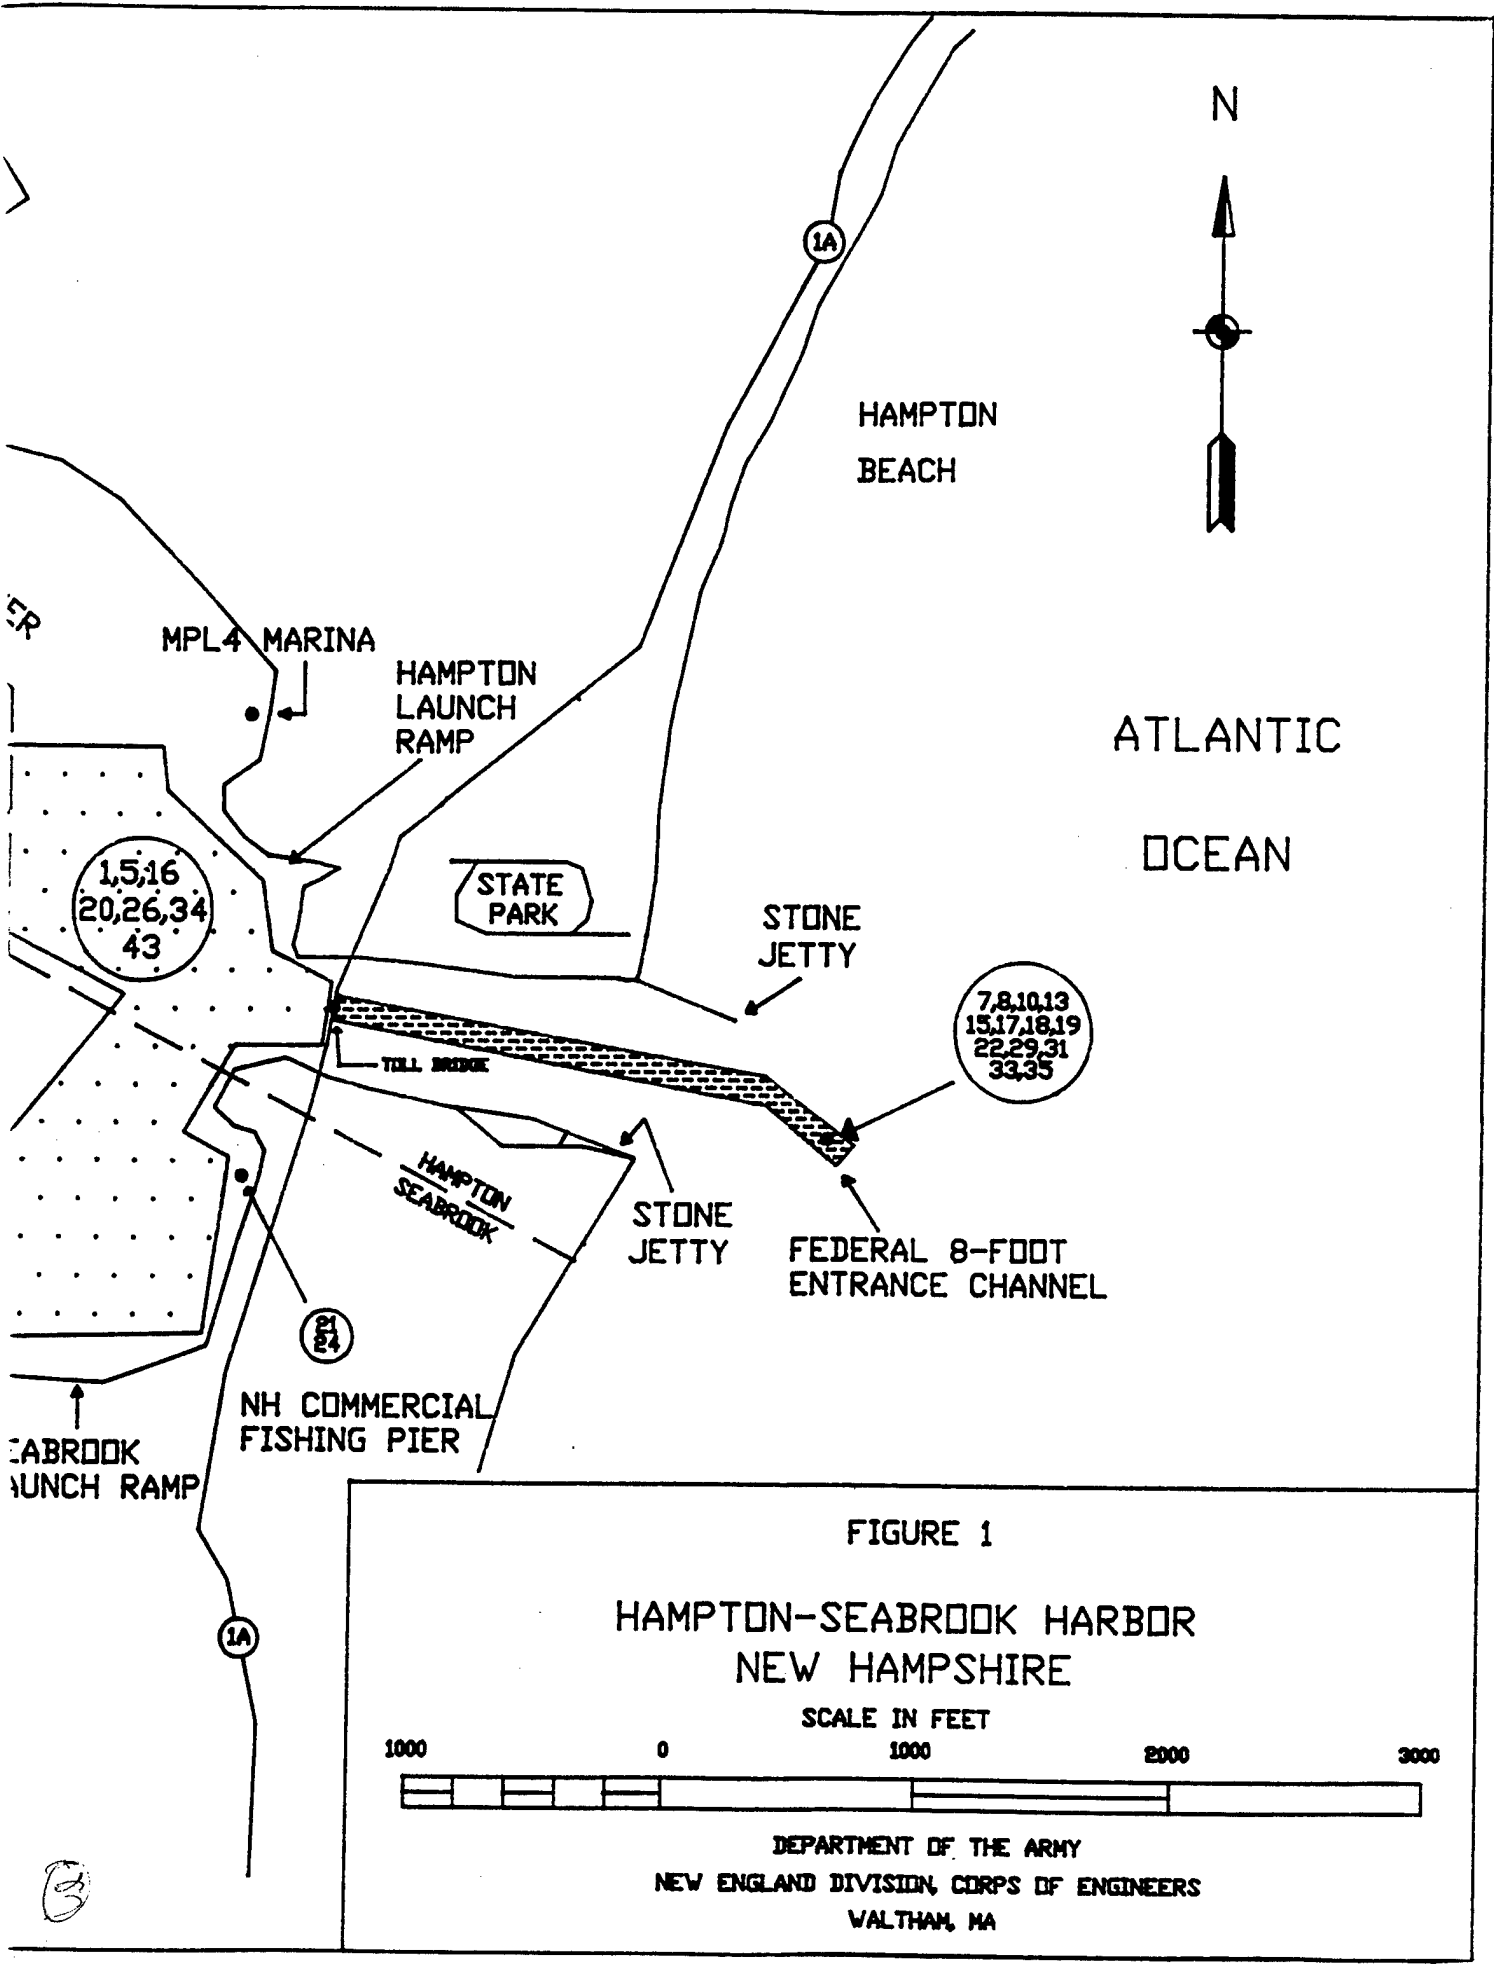 N
1A
HAMPTON
BEACH
ER
MPL4 MARINA
HAMPTON
LAUNCH
RAMP
ATLANTIC
OCEAN
1,5,16
20,26,34
43
STATE
PARK
STONE
JETTY
7,8,10,13
15,17,18,19
22,29,31
33,35
TOLL BRIDGE
HAMPTON
SEABROOK
STONE
JETTY
FEDERAL 8-FOOT
ENTRANCE CHANNEL
21
24
NH COMMERCIAL
FISHING PIER
EABROOK
AUNCH RAMP
1A
FIGURE 1
HAMPTON-SEABROOK HARBOR
NEW HAMPSHIRE
SCALE IN FEET
1000 0 1000 2000 3000
DEPARTMENT OF THE ARMY
NEW ENGLAND DIVISION, CORPS OF ENGINEERS
WALTHAM, MA
3